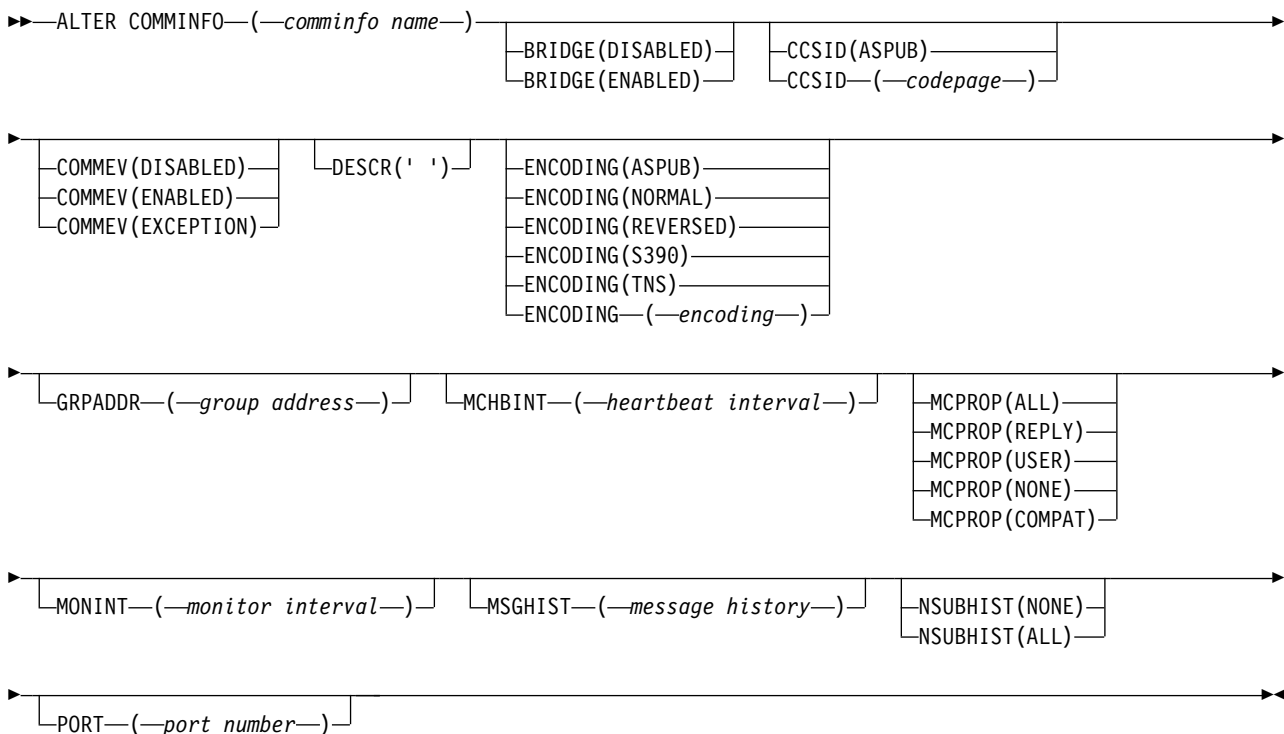 ALTER COMMINFO ( comminfo name )
BRIDGE(DISABLED)
BRIDGE(ENABLED)
CCSID(ASPUB)
CCSID ( codepage )
COMMEV(DISABLED)
COMMEV(ENABLED)
COMMEV(EXCEPTION)
DESCR(' ')
ENCODING(ASPUB)
ENCODING(NORMAL)
ENCODING(REVERSED)
ENCODING(S390)
ENCODING(TNS)
ENCODING ( encoding )
GRPADDR ( group address )
MCHBINT ( heartbeat interval )
MCPROP(ALL)
MCPROP(REPLY)
MCPROP(USER)
MCPROP(NONE)
MCPROP(COMPAT)
MONINT ( monitor interval )
MSGHIST ( message history )
NSUBHIST(NONE)
NSUBHIST(ALL)
PORT ( port number )